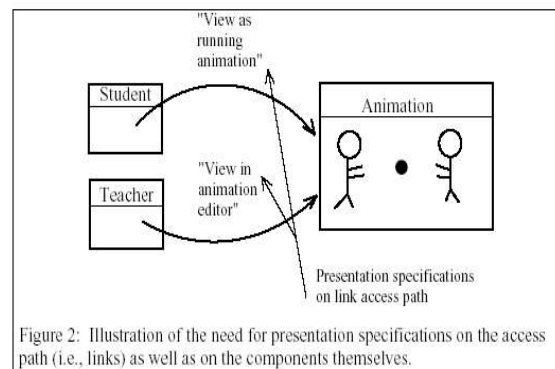 "View as
running
animation"
Student
Animation
"View in
animation
editor"
Teacher
Presentation specifications
on link access path
Figure 2: Illustration of the need for presentation specifications on the access
path (i.e., links) as well as on the components themselves.